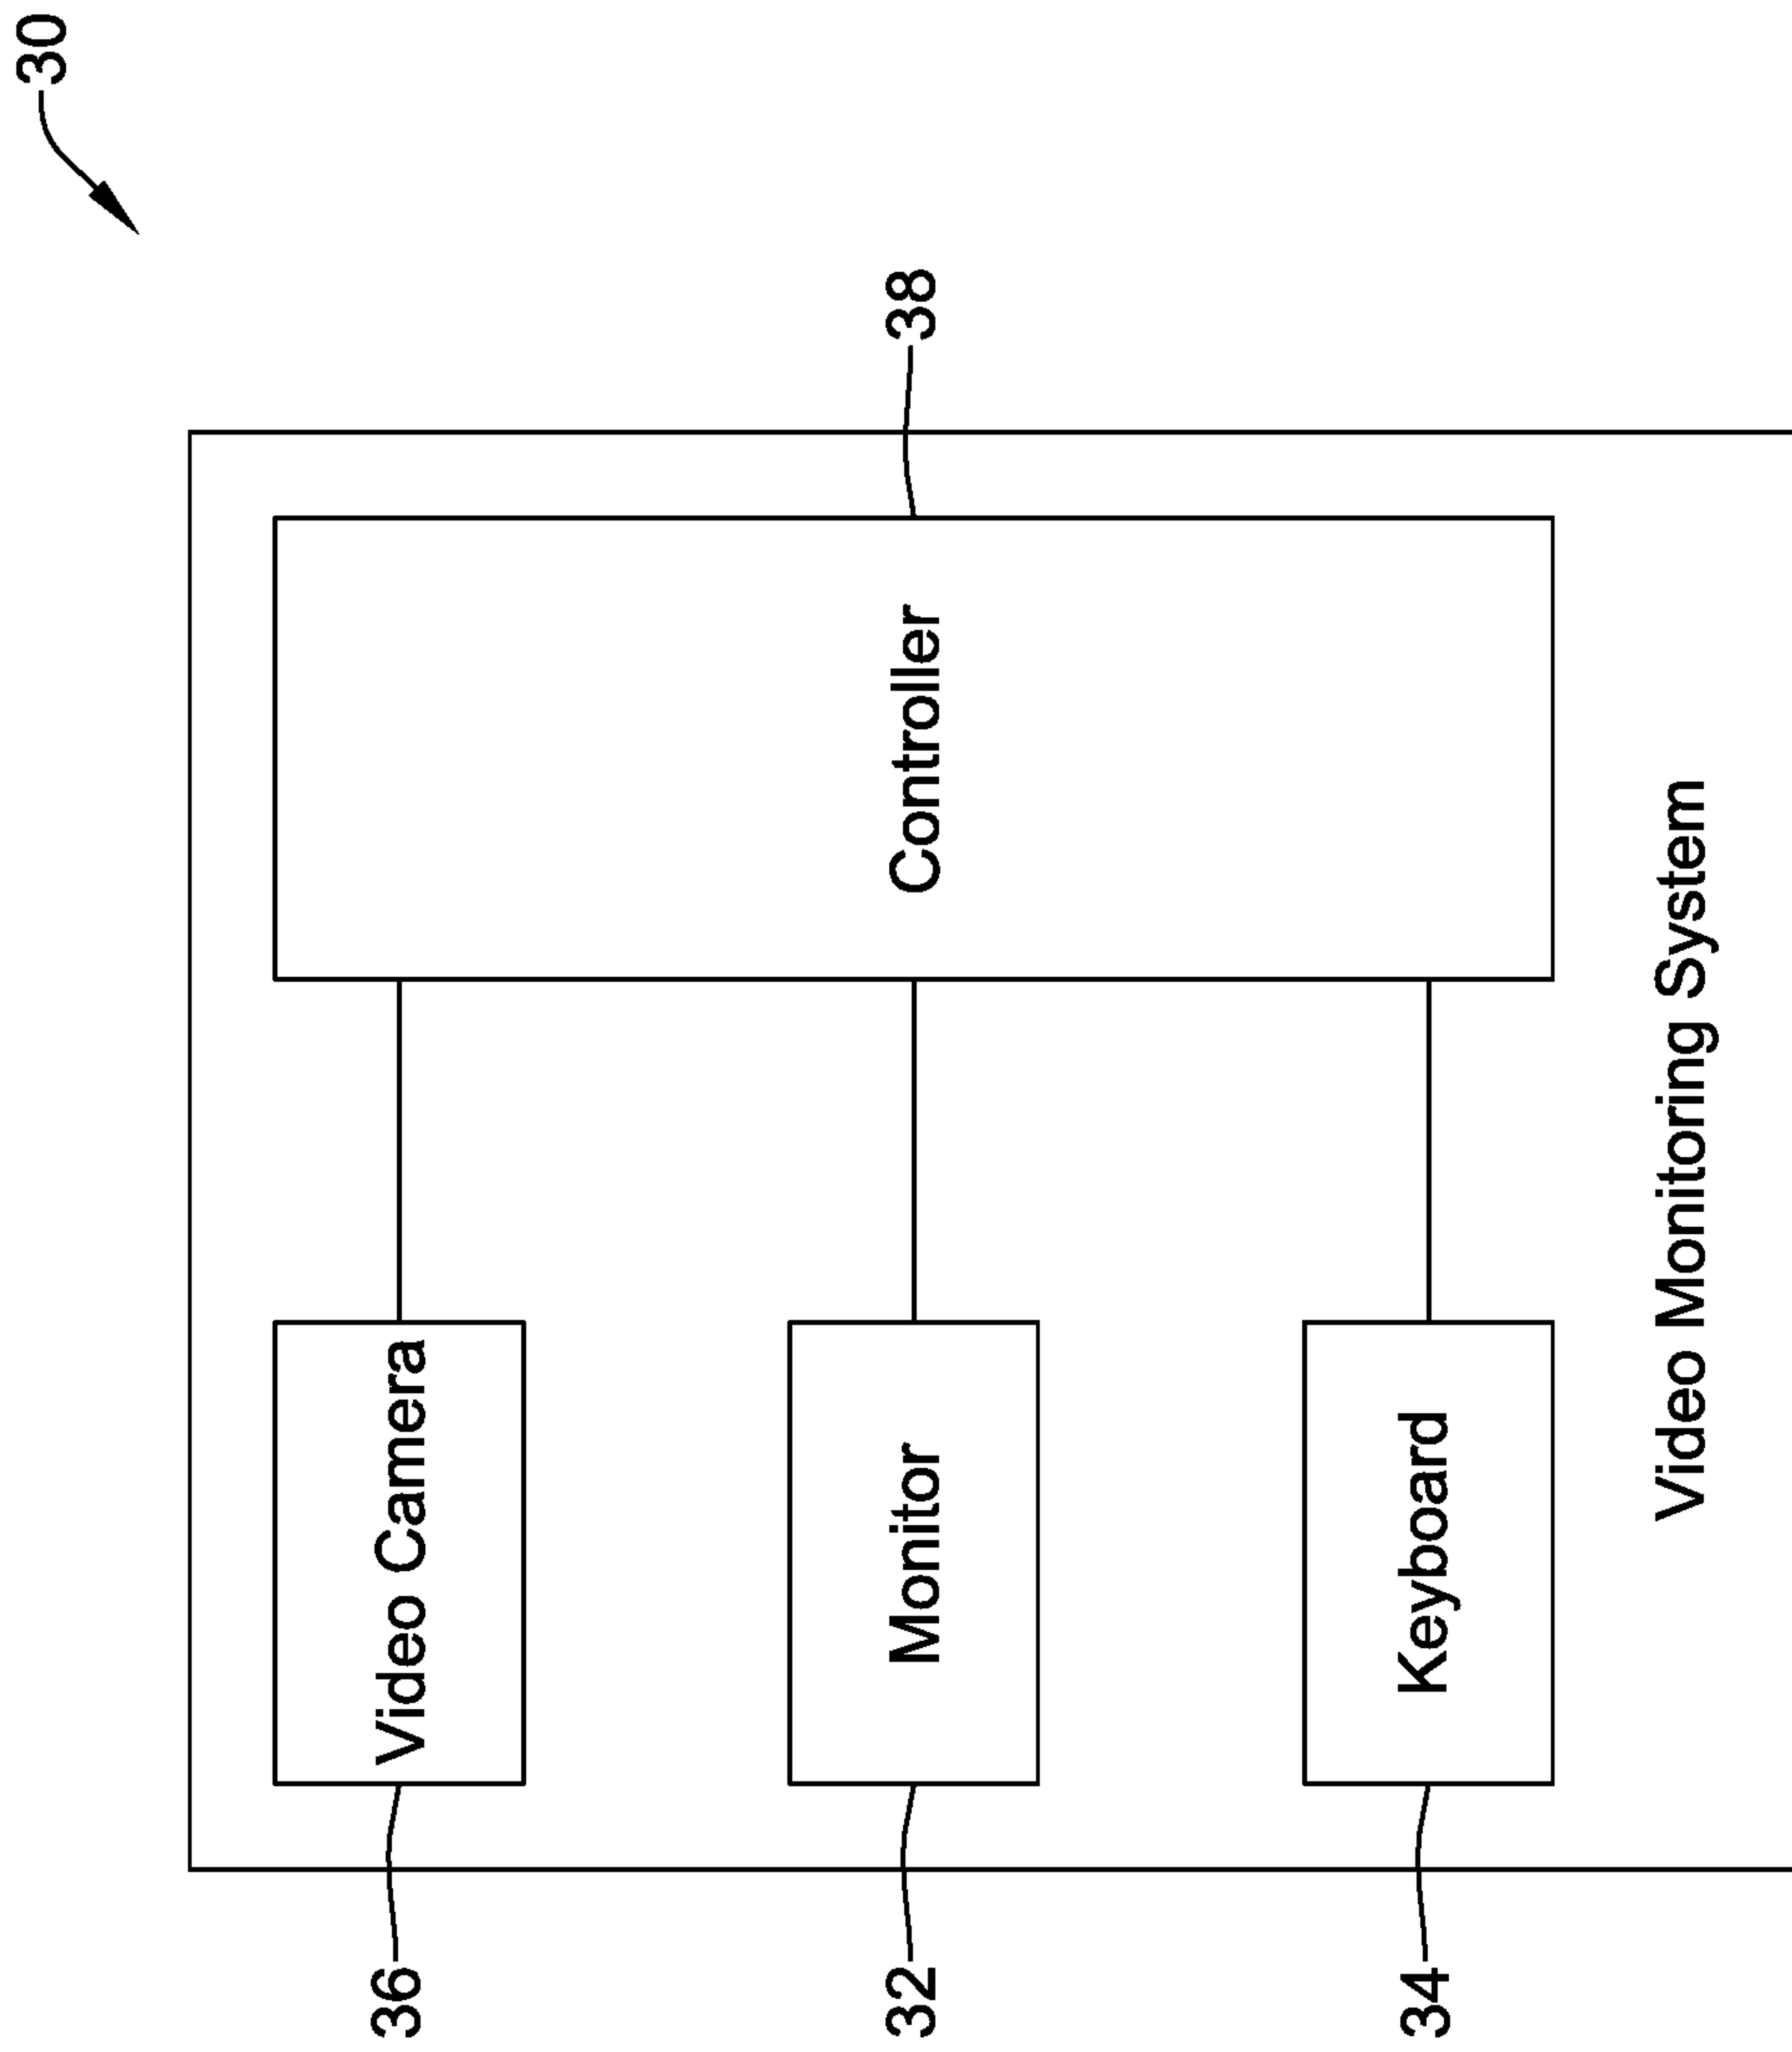 30
36
Video Camera
Controller
38
32
Monitor
34
Keyboard
Video Monitoring System